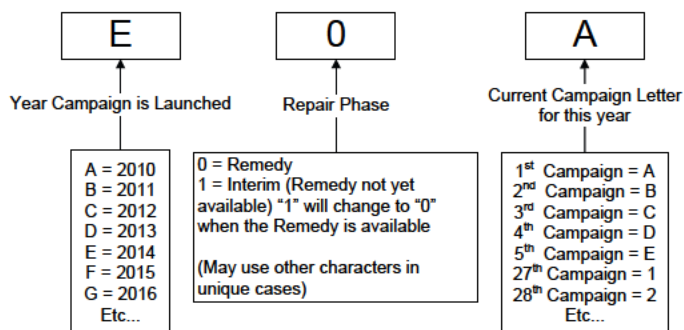 E
0
A
Year Campaign is Launched
Repair Phase
Current Campaign Letter
for this year
A = 2010
B = 2011
C = 2012
D = 2013
E = 2014
F = 2015
G = 2016
Etc...
0 = Remedy
1 = Interim (Remedy not yet
available) “1” will change to “0”
when the Remedy is available
(May use other characters in
unique cases)
1st Campaign = A
2nd Campaign = B
3rd Campaign = C
4th Campaign = D
5th Campaign = E
27th Campaign = 1
28th Campaign = 2
Etc...